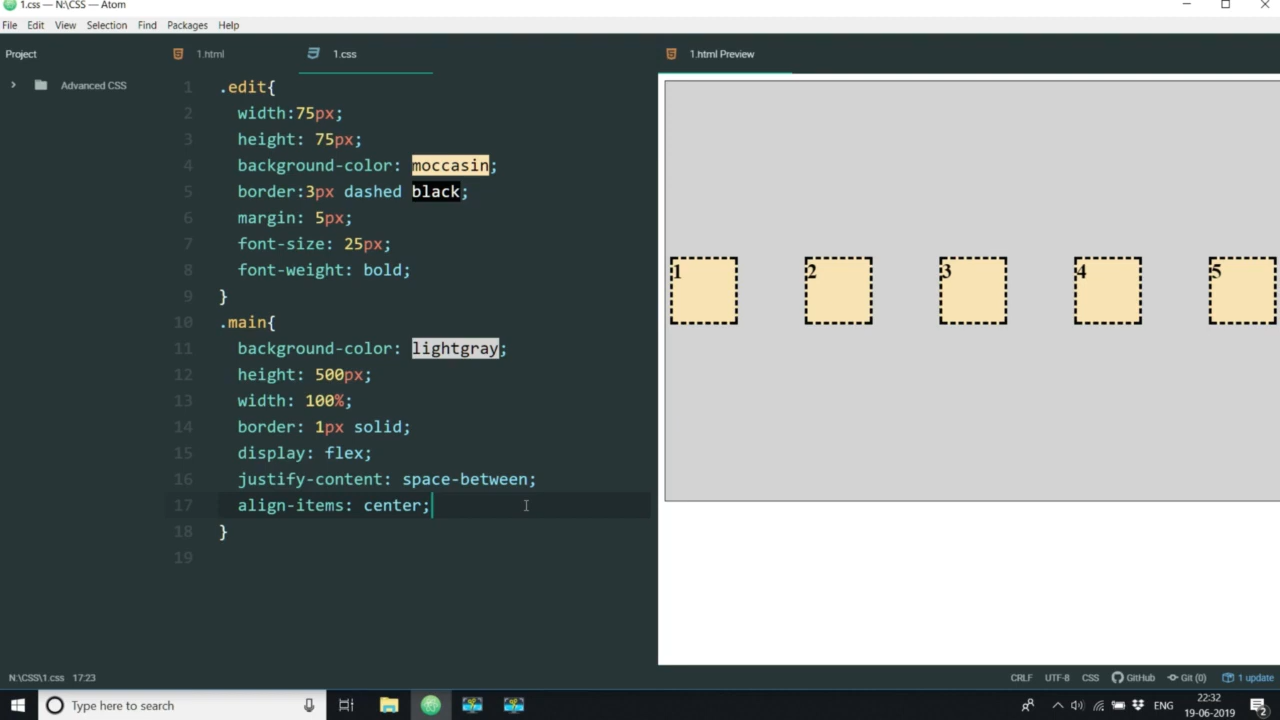 1.css — N:\CSS — Atom
File Edit View Selection Find Packages Help
Project
1.html
1.css
1.html Preview
Advanced CSS
1 .edit{
2 width:75px;
3 height: 75px;
4 background-color: moccasin;
5 border:3px dashed black;
6 margin: 5px;
7 font-size: 25px;
8 font-weight: bold;
9 }
10 .main{
11 background-color: lightgray;
12 height: 500px;
13 width: 100%;
14 border: 1px solid;
15 display: flex;
16 justify-content: space-between;
17 align-items: center;
18 }
19
1 2 3 4 5
N:\CSS\1.css 17:23
CRLF UTF-8 CSS GitHub Git (0) 1 update
Type here to search
ENG
22:32
19-06-2019
2